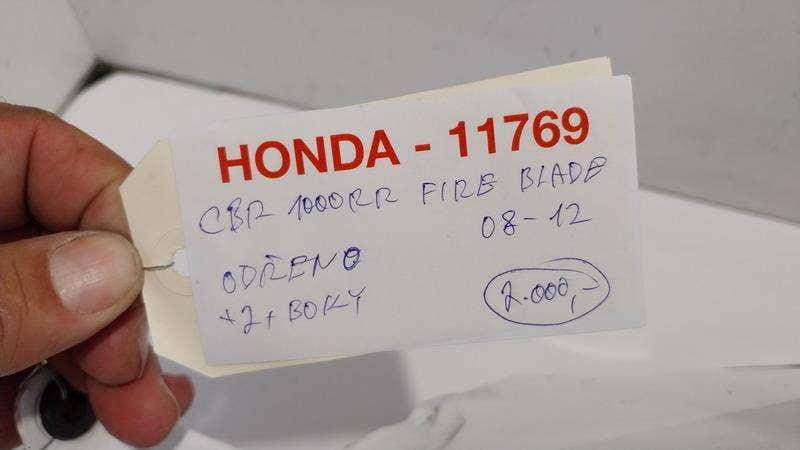 HONDA - 11769
CBR 1000RR FIRE BLADE
08-12
ODŘENO
+2+ BOKY
2.000,-